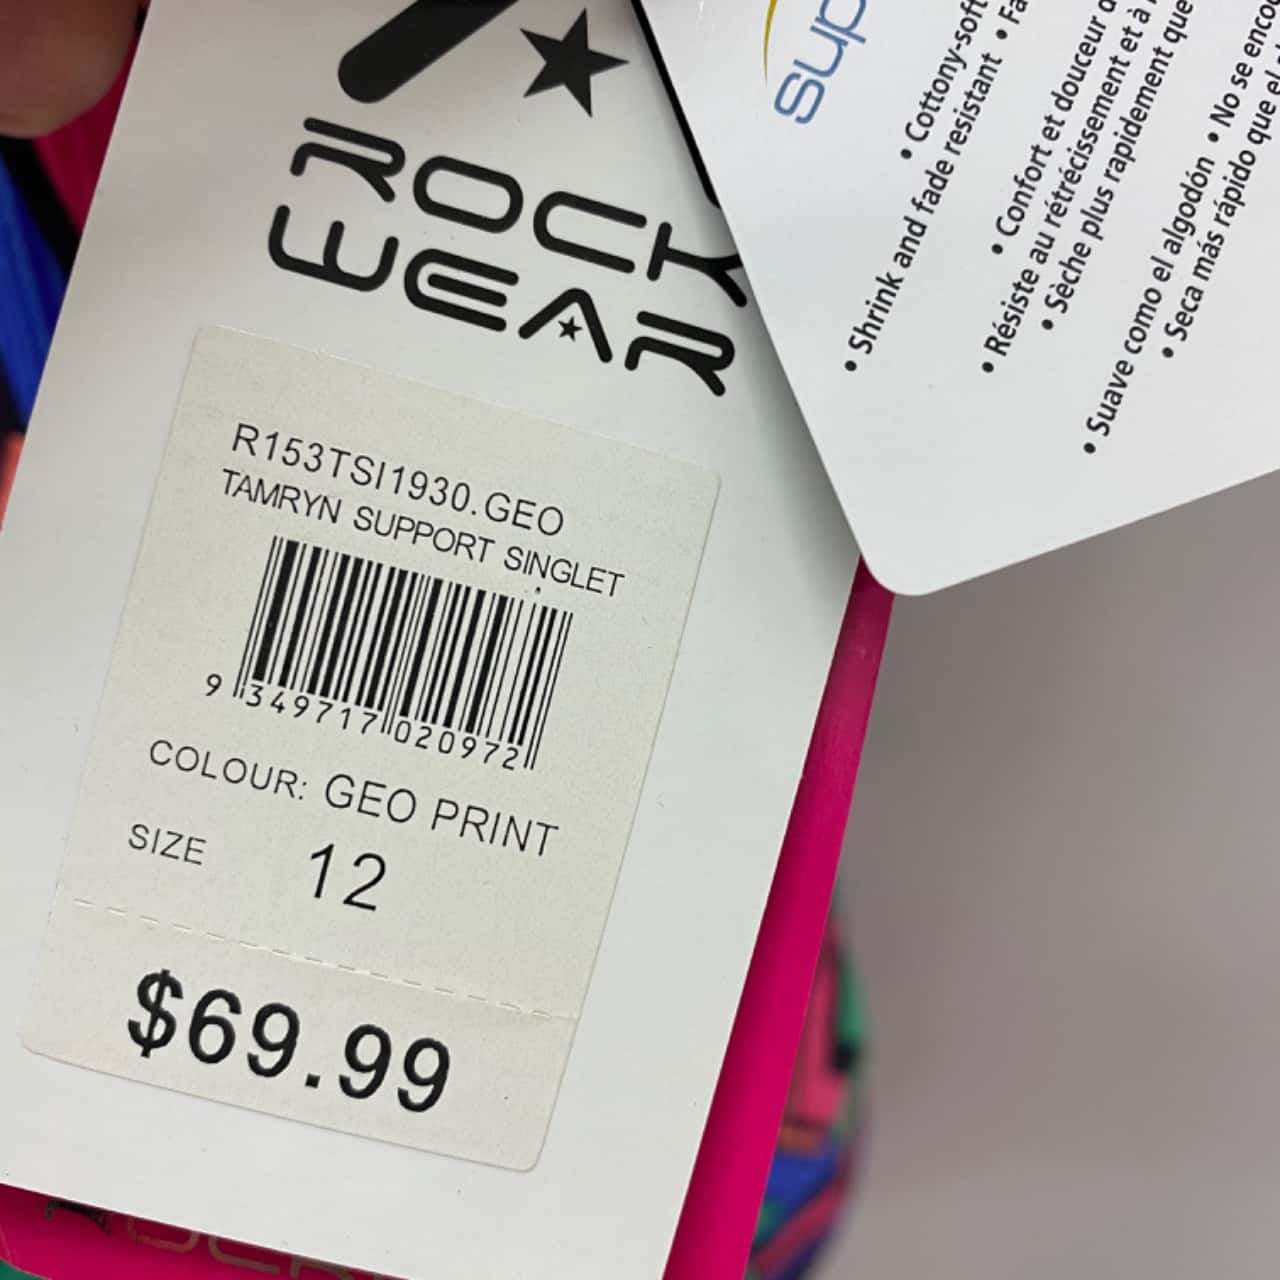 ROCK
WEAR
R153TSI1930.GEO
TAMRYN SUPPORT SINGLET
9 349717 020972
COLOUR: GEO PRINT
SIZE 12
$69.99
sup
• Cottony-soft
• Shrink and fade resistant • Fa
• Confort et douceur d
• Résiste au rétrécissement et à
• Sèche plus rapidement que
• Suave como el algodón • No se enco
• Seca más rápido que el